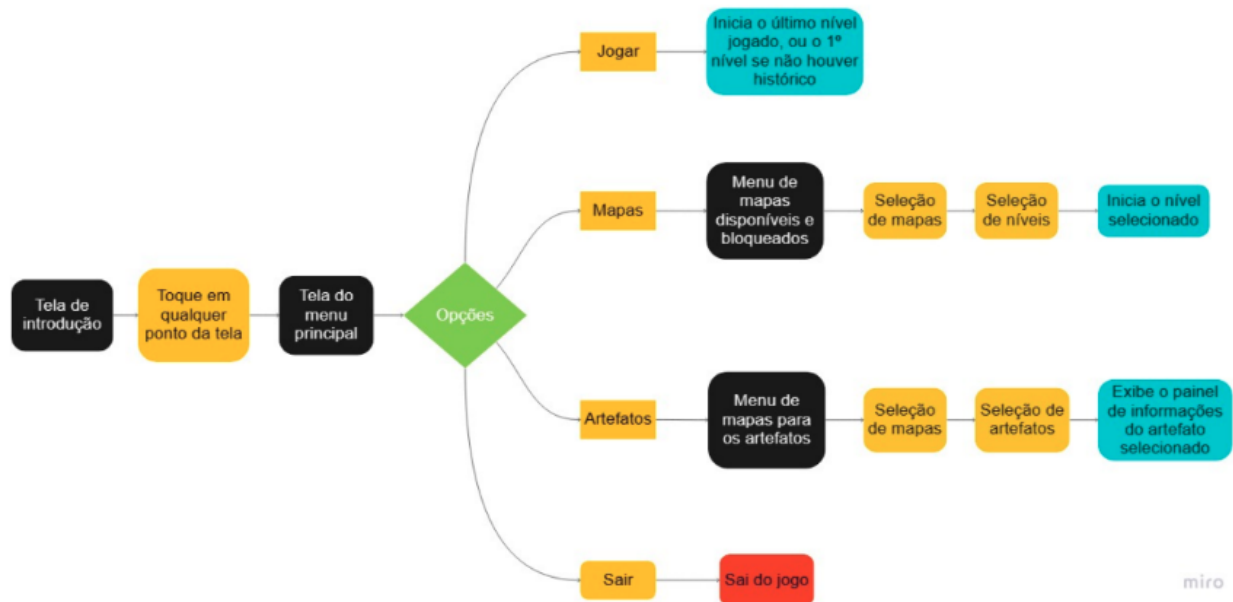 Jogar
Inicia o último nível
jogado, ou o 1º
nível se não houver
histórico
Mapas
Menu de
mapas
disponíveis e
bloqueados
Seleção
de mapas
Seleção
de níveis
Inicia o nível
selecionado
Tela de
introdução
Toque em
qualquer
ponto da tela
Tela do
menu
principal
Opções
Artefatos
Menu de
mapas para
os artefatos
Seleção
de mapas
Seleção de
artefatos
Exibe o painel
de informações
do artefato
selecionado
Sair
Sai do jogo
miro